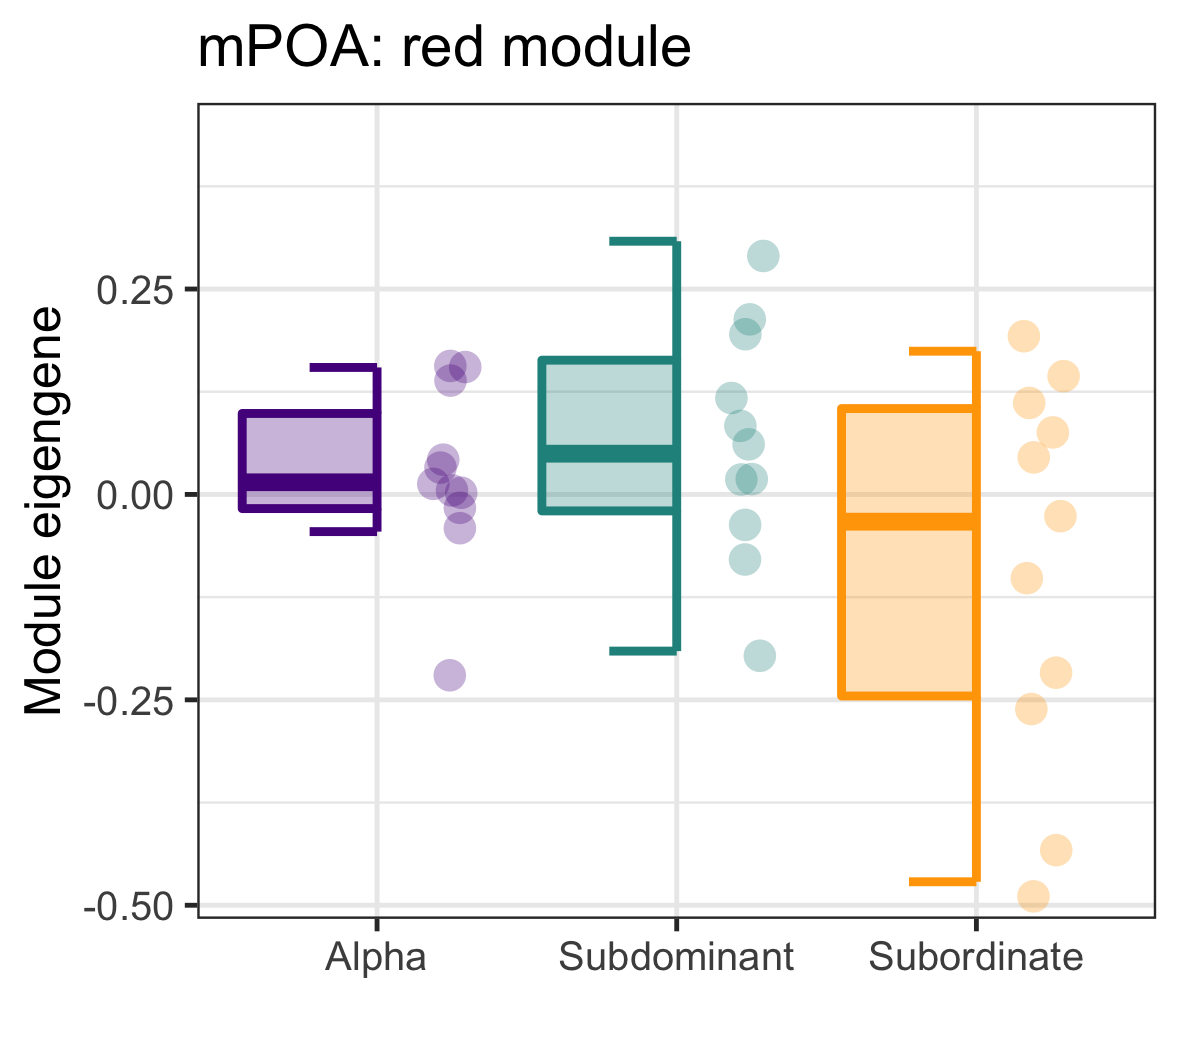 mPOA: red module
Module eigengene
0.25
0.00
-0.25
-0.50
Alpha
Subdominant
Subordinate